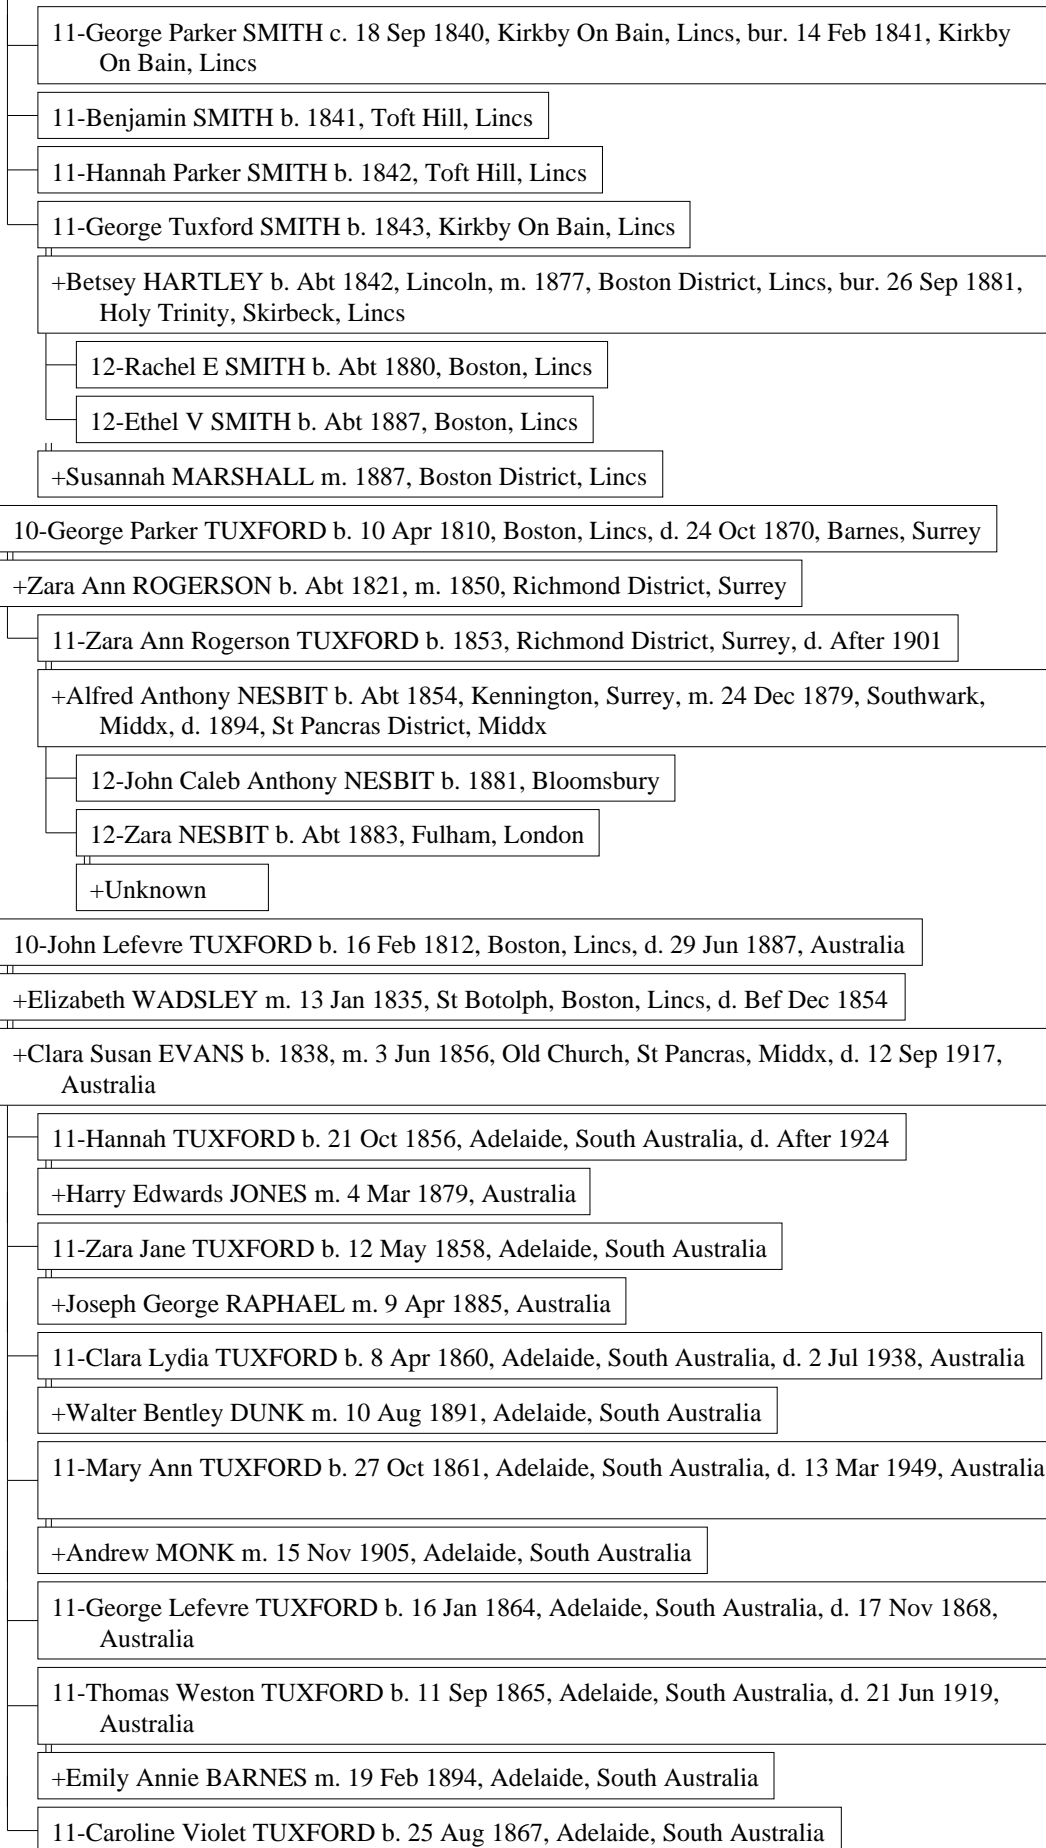 11-George Parker SMITH c. 18 Sep 1840, Kirkby On Bain, Lincs, bur. 14 Feb 1841, Kirkby
On Bain, Lincs
11-Benjamin SMITH b. 1841, Toft Hill, Lincs
11-Hannah Parker SMITH b. 1842, Toft Hill, Lincs
11-George Tuxford SMITH b. 1843, Kirkby On Bain, Lincs
+Betsey HARTLEY b. Abt 1842, Lincoln, m. 1877, Boston District, Lincs, bur. 26 Sep 1881,
Holy Trinity, Skirbeck, Lincs
12-Rachel E SMITH b. Abt 1880, Boston, Lincs
12-Ethel V SMITH b. Abt 1887, Boston, Lincs
+Susannah MARSHALL m. 1887, Boston District, Lincs
10-George Parker TUXFORD b. 10 Apr 1810, Boston, Lincs, d. 24 Oct 1870, Barnes, Surrey
+Zara Ann ROGERSON b. Abt 1821, m. 1850, Richmond District, Surrey
11-Zara Ann Rogerson TUXFORD b. 1853, Richmond District, Surrey, d. After 1901
+Alfred Anthony NESBIT b. Abt 1854, Kennington, Surrey, m. 24 Dec 1879, Southwark,
Middx, d. 1894, St Pancras District, Middx
12-John Caleb Anthony NESBIT b. 1881, Bloomsbury
12-Zara NESBIT b. Abt 1883, Fulham, London
+Unknown
10-John Lefevre TUXFORD b. 16 Feb 1812, Boston, Lincs, d. 29 Jun 1887, Australia
+Elizabeth WADSLEY m. 13 Jan 1835, St Botolph, Boston, Lincs, d. Bef Dec 1854
+Clara Susan EVANS b. 1838, m. 3 Jun 1856, Old Church, St Pancras, Middx, d. 12 Sep 1917,
Australia
11-Hannah TUXFORD b. 21 Oct 1856, Adelaide, South Australia, d. After 1924
+Harry Edwards JONES m. 4 Mar 1879, Australia
11-Zara Jane TUXFORD b. 12 May 1858, Adelaide, South Australia
+Joseph George RAPHAEL m. 9 Apr 1885, Australia
11-Clara Lydia TUXFORD b. 8 Apr 1860, Adelaide, South Australia, d. 2 Jul 1938, Australia
+Walter Bentley DUNK m. 10 Aug 1891, Adelaide, South Australia
11-Mary Ann TUXFORD b. 27 Oct 1861, Adelaide, South Australia, d. 13 Mar 1949, Australia
+Andrew MONK m. 15 Nov 1905, Adelaide, South Australia
11-George Lefevre TUXFORD b. 16 Jan 1864, Adelaide, South Australia, d. 17 Nov 1868,
Australia
11-Thomas Weston TUXFORD b. 11 Sep 1865, Adelaide, South Australia, d. 21 Jun 1919,
Australia
+Emily Annie BARNES m. 19 Feb 1894, Adelaide, South Australia
11-Caroline Violet TUXFORD b. 25 Aug 1867, Adelaide, South Australia